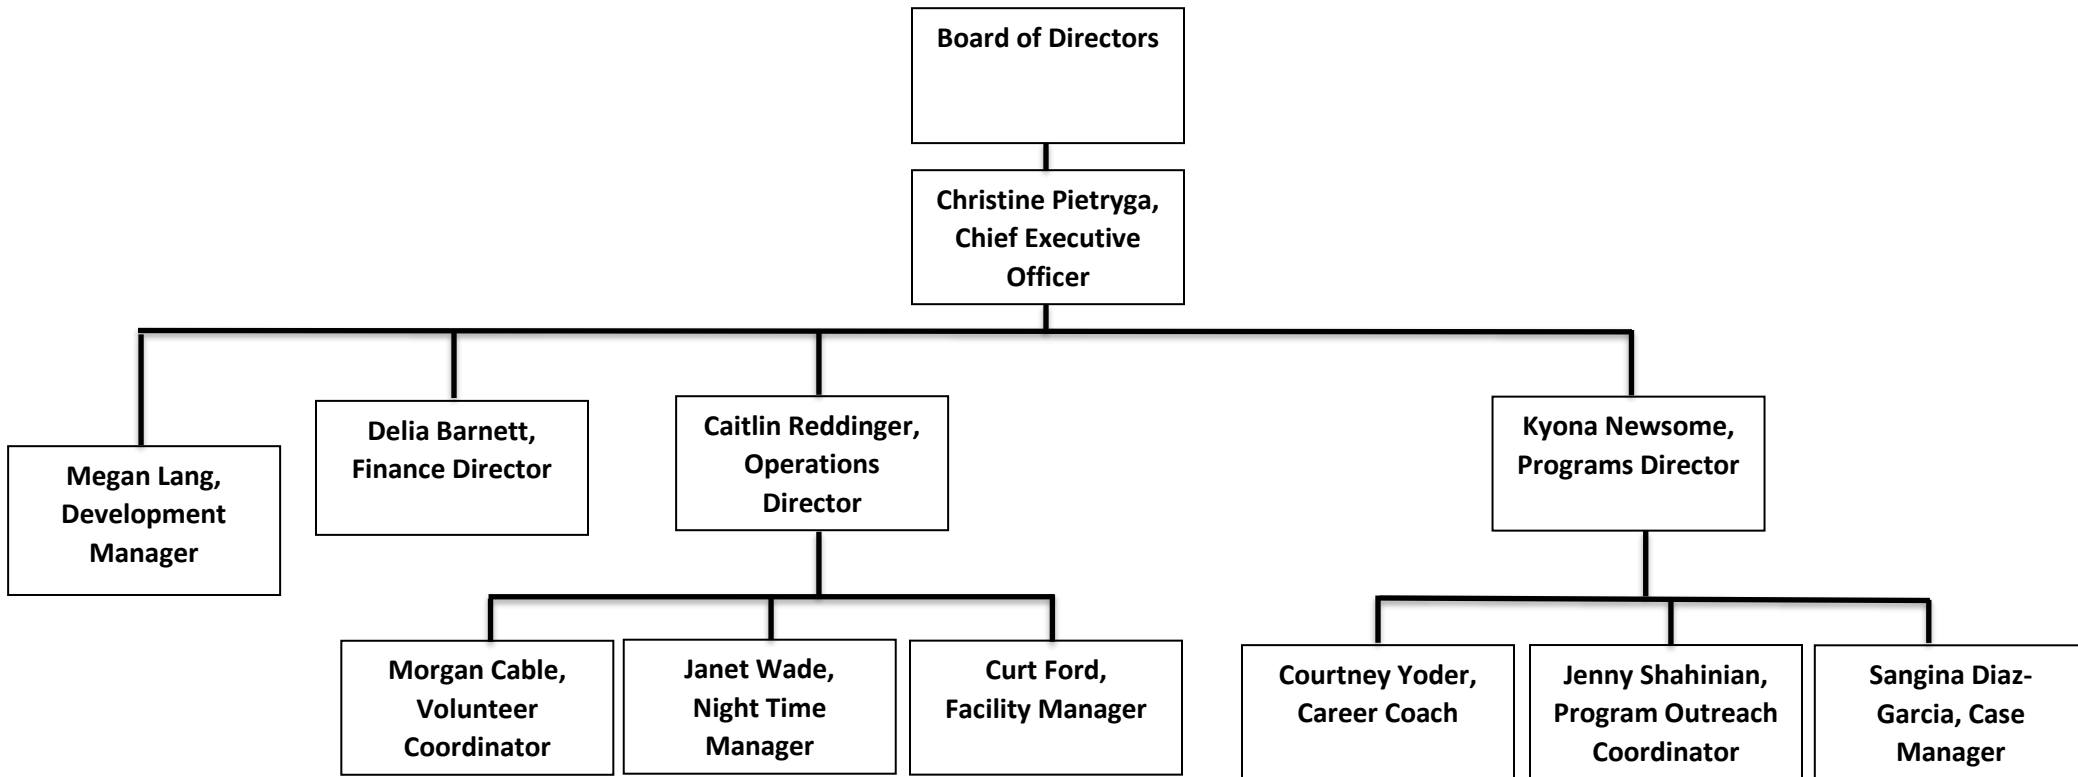 Board of Directors
Christine Pietryga,
Chief Executive
Officer
Megan Lang,
Development
Manager
Delia Barnett,
Finance Director
Caitlin Reddinger,
Operations
Director
Kyona Newsome,
Programs Director
Morgan Cable,
Volunteer
Coordinator
Janet Wade,
Night Time
Manager
Curt Ford,
Facility Manager
Courtney Yoder,
Career Coach
Jenny Shahinian,
Program Outreach
Coordinator
Sangina Diaz-
Garcia, Case
Manager